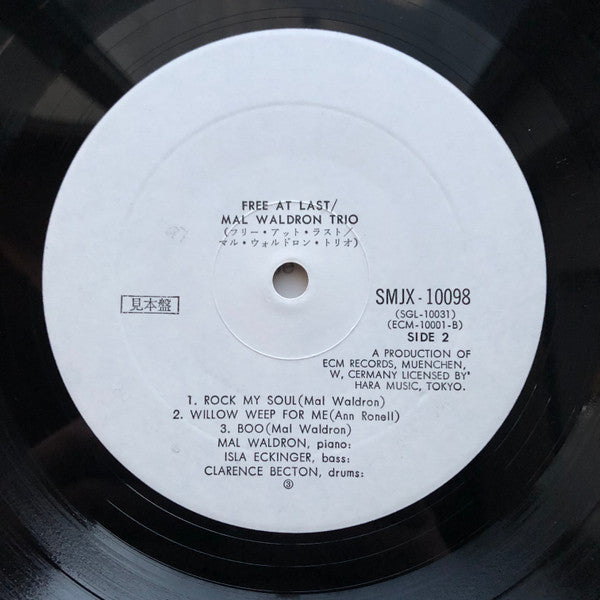 FREE AT LAST/
MAL WALDRON TRIO
(フリー・アット・ラスト/
マル・ウォルドロン・トリオ)
見本盤
SMJX-10098
(SGL-10031)
(ECM-10001-B)
SIDE 2
A PRODUCTION OF
ECM RECORDS, MUENCHEN,
W, CERMANY LICENSED BY
HARA MUSIC, TOKYO.
1. ROCK MY SOUL(Mal Waldron)
2. WILLOW WEEP FOR ME(Ann Ronell)
3. BOO(Mal Waldron)
MAL WALDRON, piano:
ISLA ECKINGER, bass:
CLARENCE BECTON, drums:
③